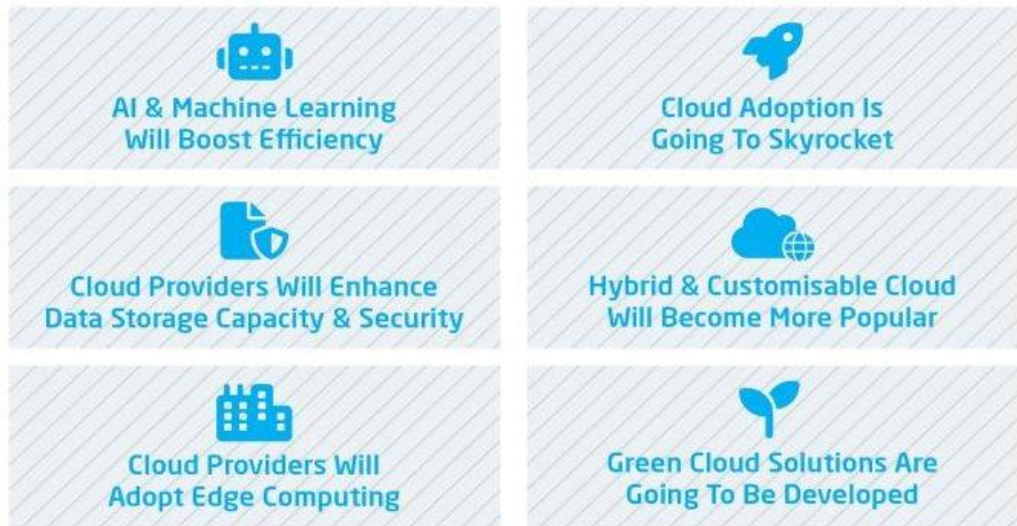 AI & Machine Learning
Will Boost Efficiency
Cloud Adoption Is
Going To Skyrocket
Cloud Providers Will Enhance
Data Storage Capacity & Security
Hybrid & Customisable Cloud
Will Become More Popular
Cloud Providers Will
Adopt Edge Computing
Green Cloud Solutions Are
Going To Be Developed